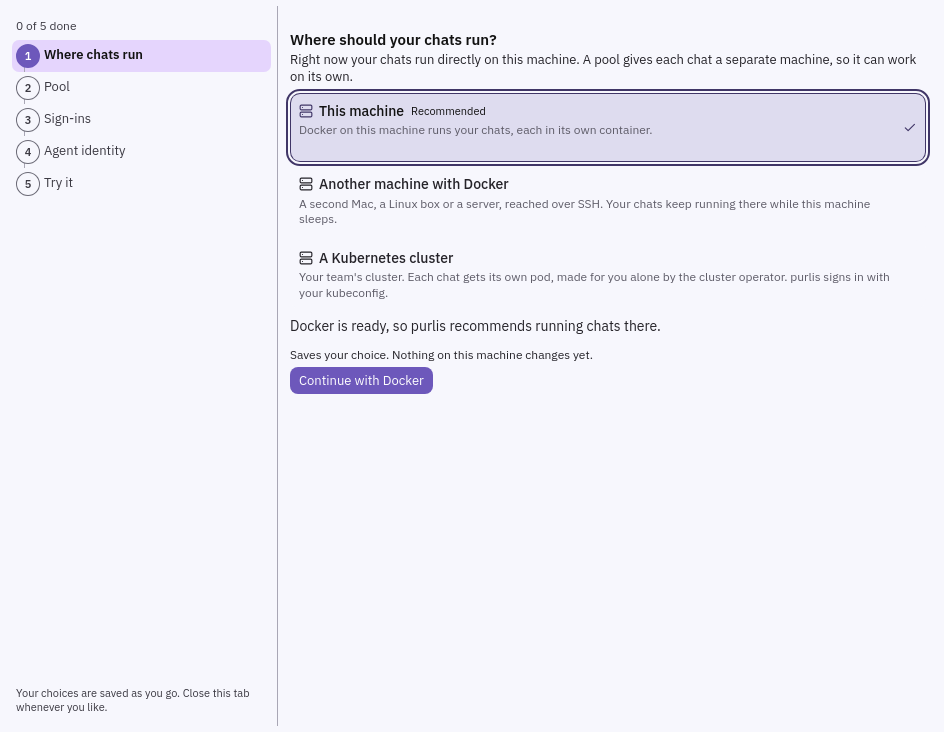 0 of 5 done
1 Where chats run
2 Pool
3 Sign-ins
4 Agent identity
5 Try it
Your choices are saved as you go. Close this tab
whenever you like.
Where should your chats run?
Right now your chats run directly on this machine. A pool gives each chat a separate machine, so it can work
on its own.
This machine Recommended
Docker on this machine runs your chats, each in its own container.
Another machine with Docker
A second Mac, a Linux box or a server, reached over SSH. Your chats keep running there while this machine
sleeps.
A Kubernetes cluster
Your team's cluster. Each chat gets its own pod, made for you alone by the cluster operator. purlis signs in with
your kubeconfig.
Docker is ready, so purlis recommends running chats there.
Saves your choice. Nothing on this machine changes yet.
Continue with Docker